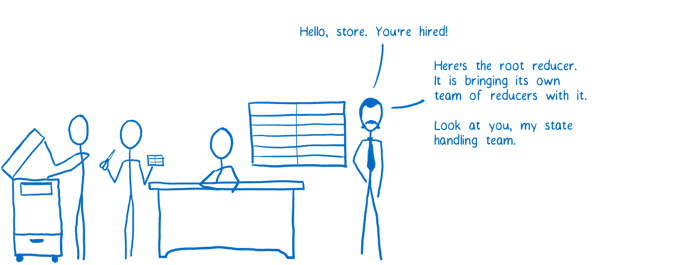 Hello, store. You're hired!
Here's the root reducer.
It is bringing its own
team of reducers with it.
Look at you, my state
handling team.